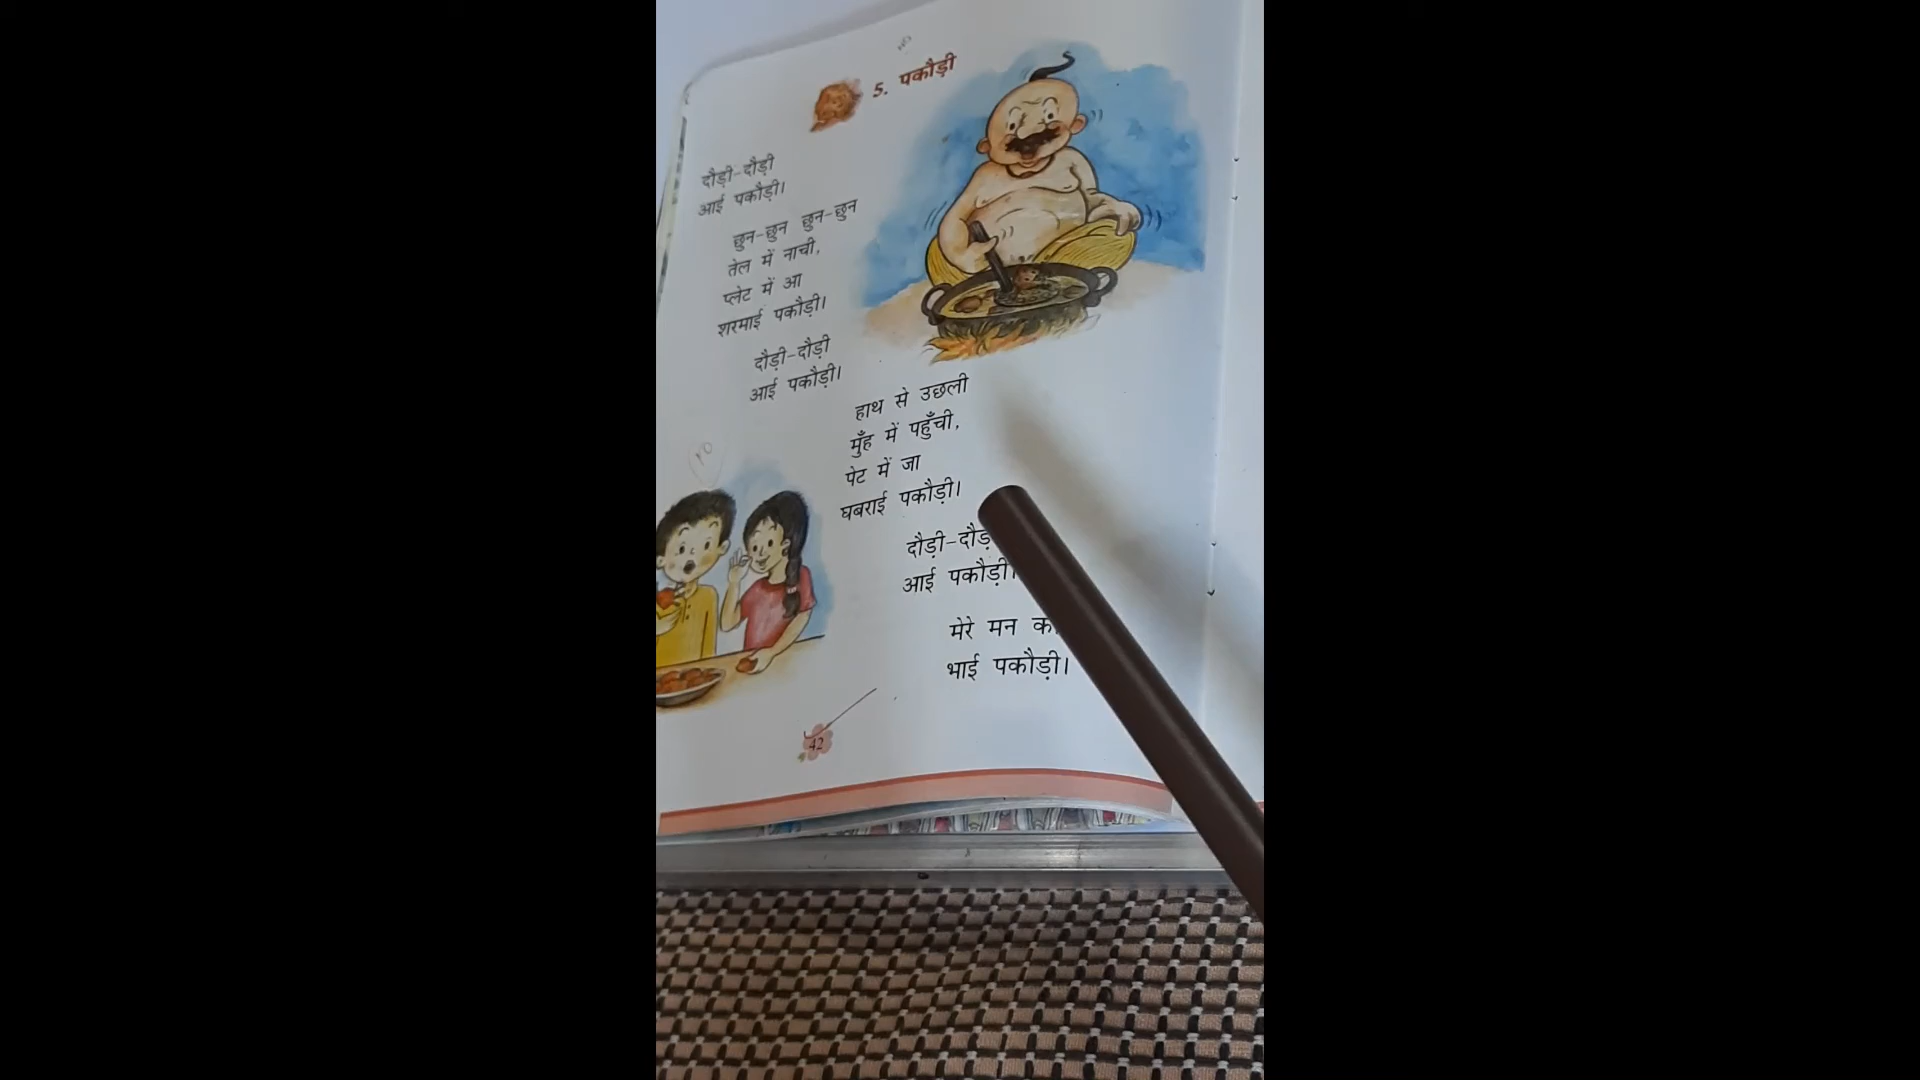 5. पकौड़ी
दौड़ी-दौड़ी
आई पकौड़ी।
छुन-छुन छुन-छुन
तेल में नाची,
प्लेट में आ
शरमाई पकौड़ी।
दौड़ी-दौड़ी
आई पकौड़ी।
हाथ से उछली
मुँह में पहुँची,
पेट में जा
घबराई पकौड़ी।
दौड़ी-दौड़
आई पकौड़ी।
मेरे मन
भाई पकौड़ी।
42